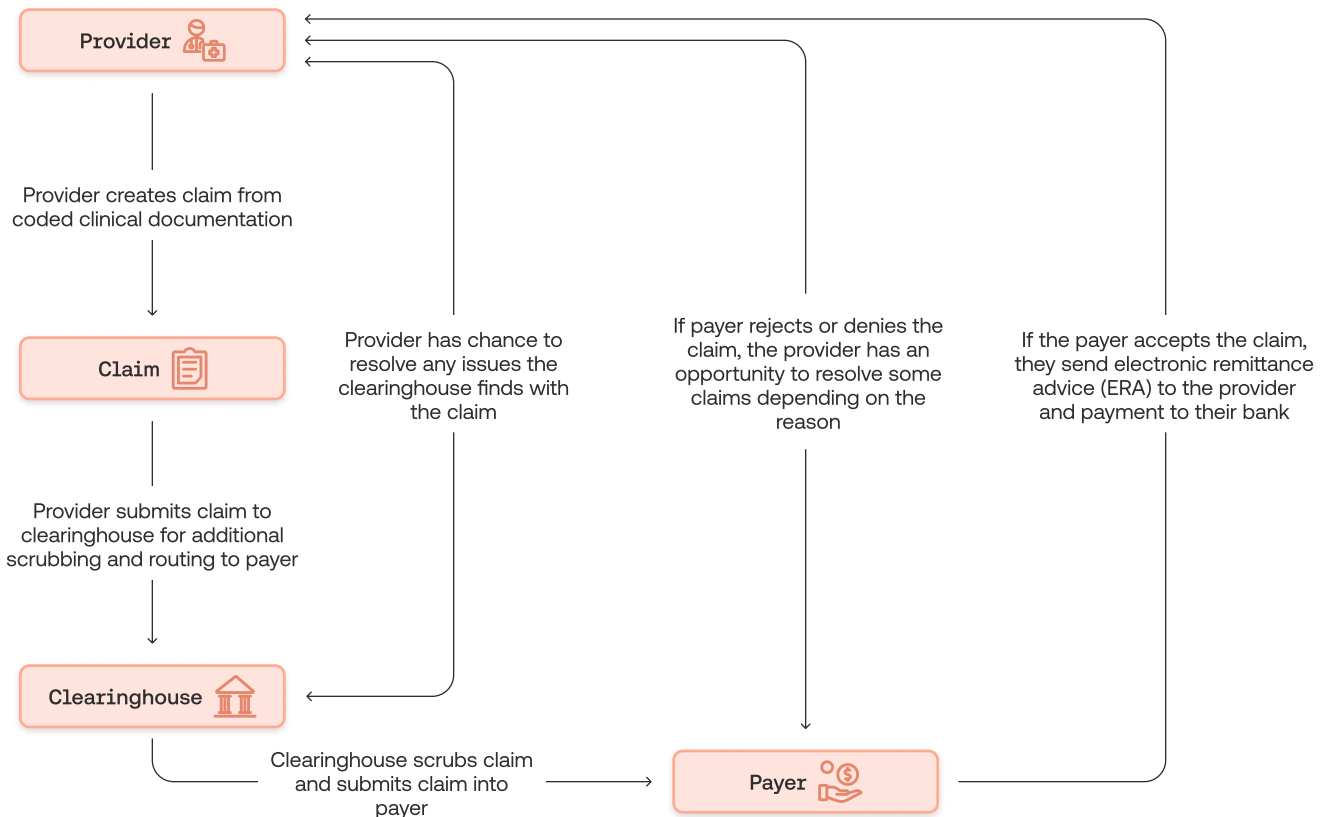 Provider
Provider creates claim from
coded clinical documentation
Claim
Provider submits claim to
clearinghouse for additional
scrubbing and routing to payer
Clearinghouse
Provider has chance to
resolve any issues the
clearinghouse finds with
the claim
Clearinghouse scrubs claim
and submits claim into
payer
If payer rejects or denies the
claim, the provider has an
opportunity to resolve some
claims depending on the
reason
Payer
$
If the payer accepts the claim,
they send electronic remittance
advice (ERA) to the provider
and payment to their bank